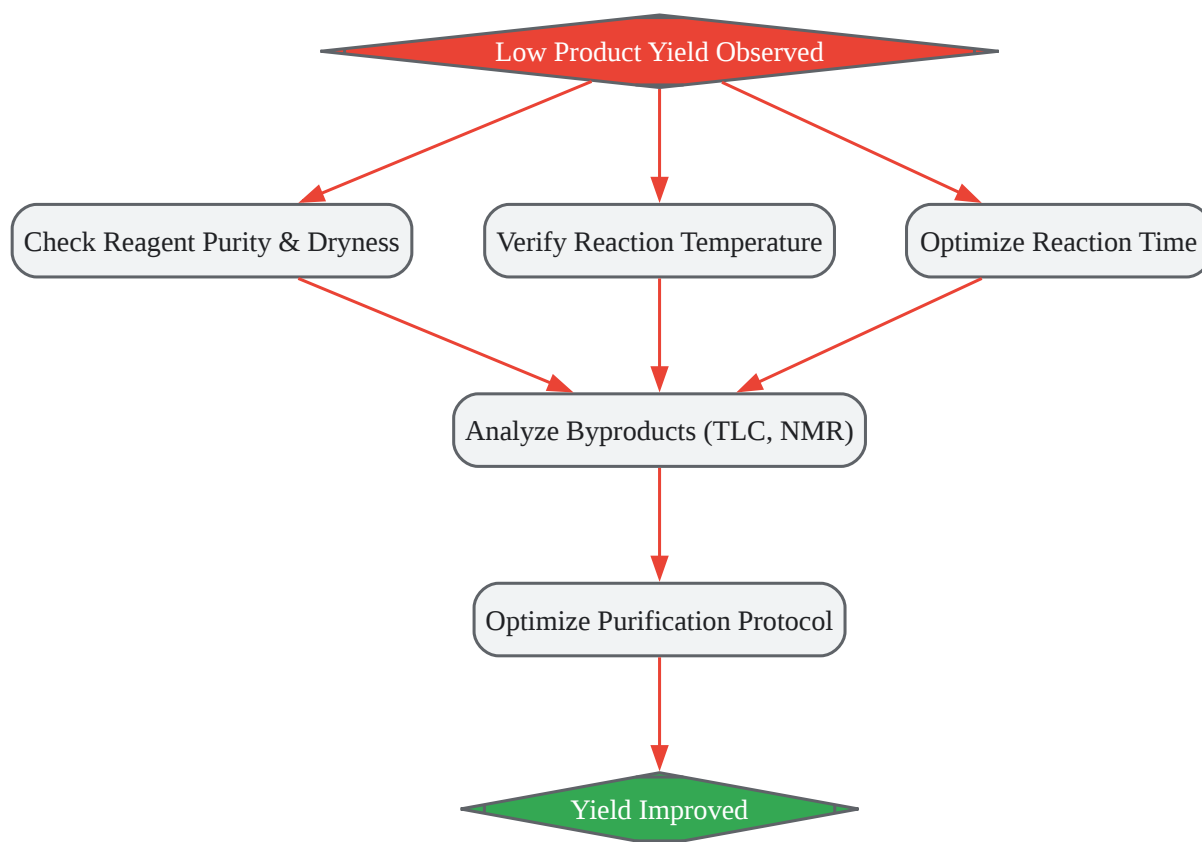 Low Product Yield Observed
Check Reagent Purity & Dryness
Verify Reaction Temperature
Optimize Reaction Time
Analyze Byproducts (TLC, NMR)
Optimize Purification Protocol
Yield Improved